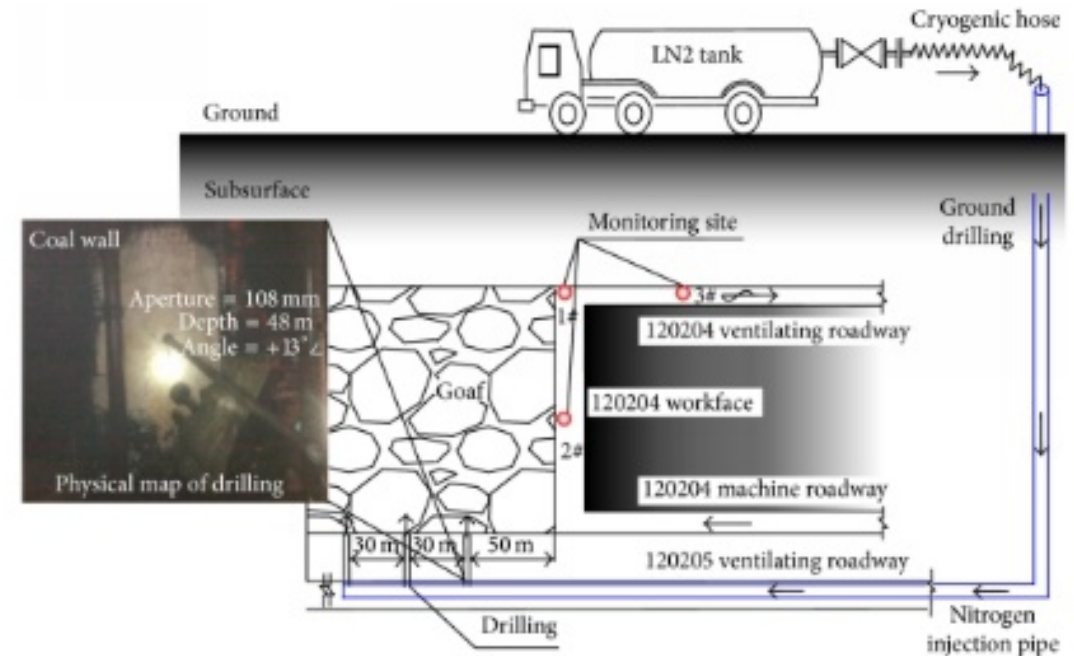 Cryogenic hose
LN2 tank
Ground
Subsurface
Ground
drilling
Monitoring site
Coal wall
Aperture = 108 mm
Depth = 48 m
Angle = +13°∠
Physical map of drilling
1#
3#
120204 ventilating roadway
Goaf
120204 workface
2#
120204 machine roadway
30 m
30 m
50 m
120205 ventilating roadway
Drilling
Nitrogen
injection pipe